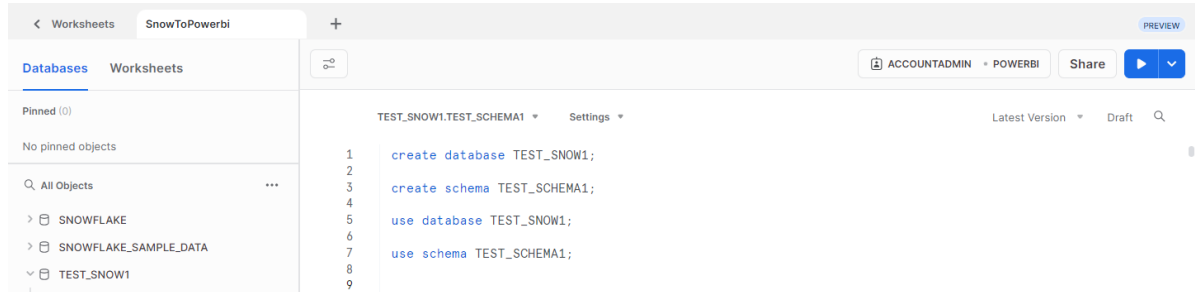 Worksheets
SnowToPowerbi
+
PREVIEW
Databases
Worksheets
ACCOUNTADMIN • POWERBI
Share
Pinned (0)
No pinned objects
All Objects
...
SNOWFLAKE
SNOWFLAKE_SAMPLE_DATA
TEST_SNOW1
TEST_SNOW1.TEST_SCHEMA1
Settings
Latest Version
Draft
1 create database TEST_SNOW1;
2
3 create schema TEST_SCHEMA1;
4
5 use database TEST_SNOW1;
6
7 use schema TEST_SCHEMA1;
8
9